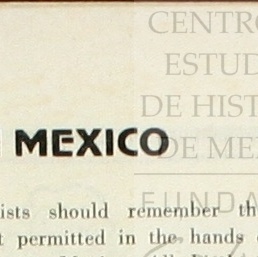 CENTRO
ESTUD
DE HIST
MEXICO
DE ME
FUNDA
ists should remember th
t permitted in the hands